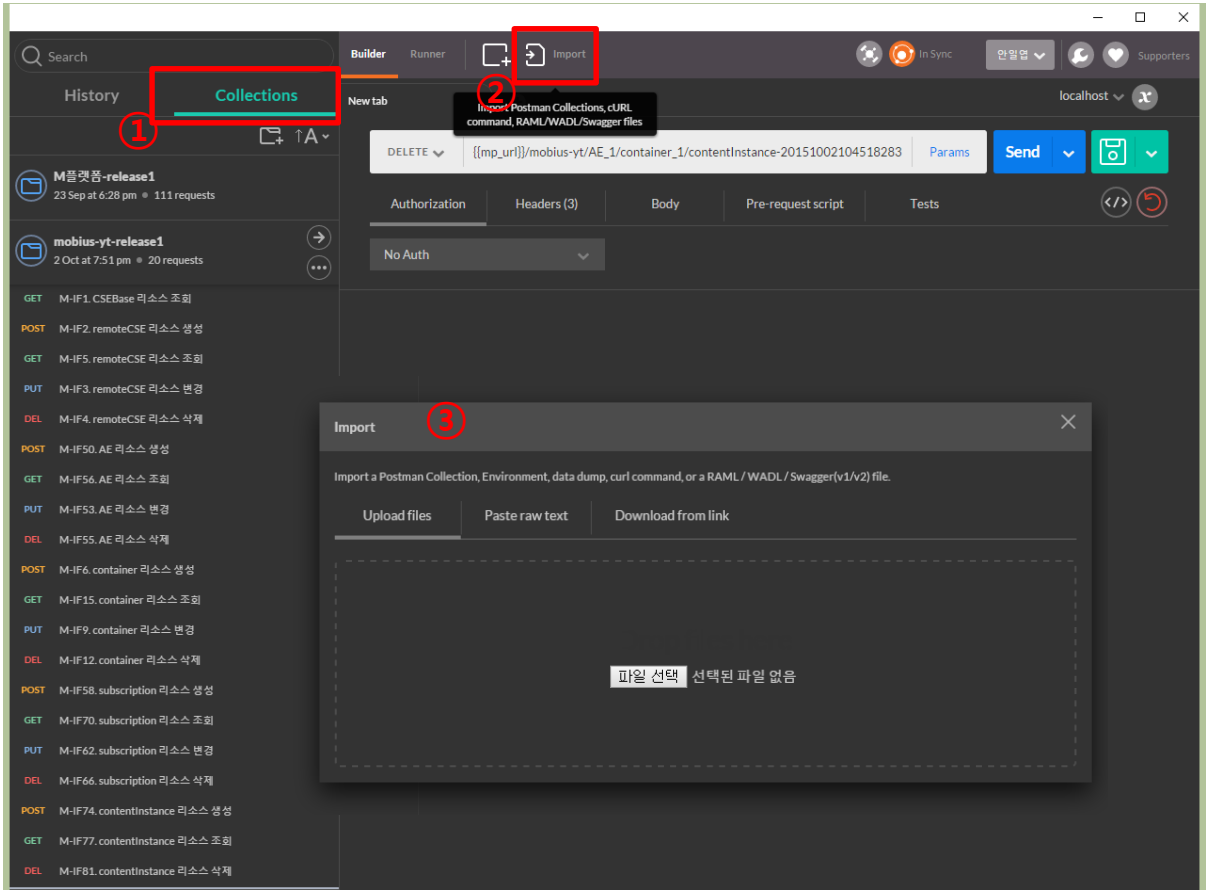 Search
Builder
Runner
Import
In Sync
안일엽
Supporters
History
Collections
①
②
New tab
Import Postman Collections, cURL
command, RAML/WADL/Swagger files
localhost
x
A
DELETE
{{mp_url}}/mobius-yt/AE_1/container_1/contentInstance-20151002104518283
Params
Send
M플랫폼-release1
23 Sep at 6:28 pm ● 111 requests
Authorization
Headers (3)
Body
Pre-request script
Tests
mobius-yt-release1
2 Oct at 7:51 pm ● 20 requests
No Auth
GET M-IF1. CSEBase 리소스 조회
POST M-IF2. remoteCSE 리소스 생성
GET M-IF5. remoteCSE 리소스 조회
PUT M-IF3. remoteCSE 리소스 변경
DEL M-IF4. remoteCSE 리소스 삭제
POST M-IF50. AE 리소스 생성
GET M-IF56. AE 리소스 조회
PUT M-IF53. AE 리소스 변경
DEL M-IF55. AE 리소스 삭제
POST M-IF6. container 리소스 생성
GET M-IF15. container 리소스 조회
PUT M-IF9. container 리소스 변경
DEL M-IF12. container 리소스 삭제
POST M-IF58. subscription 리소스 생성
GET M-IF70. subscription 리소스 조회
PUT M-IF62. subscription 리소스 변경
DEL M-IF66. subscription 리소스 삭제
POST M-IF74. contentInstance 리소스 생성
GET M-IF77. contentInstance 리소스 조회
DEL M-IF81. contentInstance 리소스 삭제
③
Import
Import a Postman Collection, Environment, data dump, curl command, or a RAML / WADL / Swagger(v1/v2) file.
Upload files
Paste raw text
Download from link
파일 선택 선택된 파일 없음